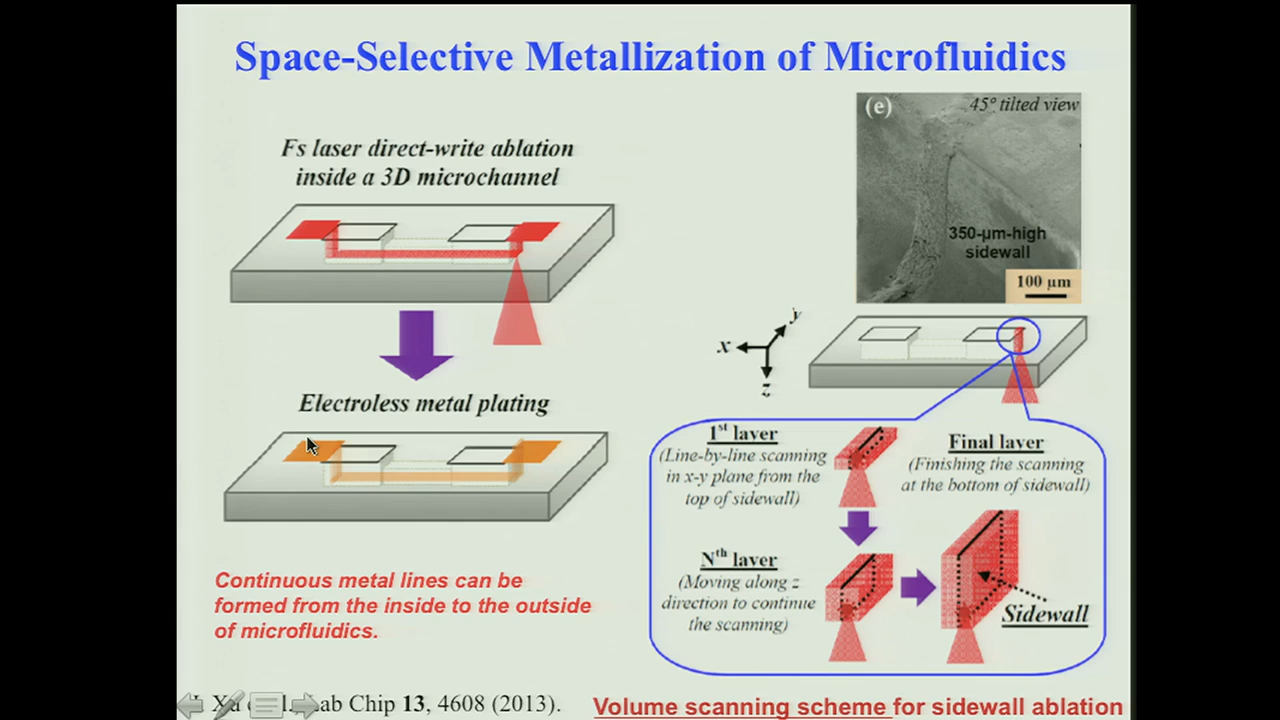 Space-Selective Metallization of Microfluidics
Fs laser direct-write ablation
inside a 3D microchannel
Electroless metal plating
Continuous metal lines can be
formed from the inside to the outside
of microfluidics.
(e)
45° tilted view
350-μm-high
sidewall
100 μm
x
y
z
1st layer
(Line-by-line scanning
in x-y plane from the
top of sidewall)
Final layer
(Finishing the scanning
at the bottom of sidewall)
Nth layer
(Moving along z
direction to continue
the scanning)
Sidewall
Lab Chip 13, 4608 (2013).
Volume scanning scheme for sidewall ablation